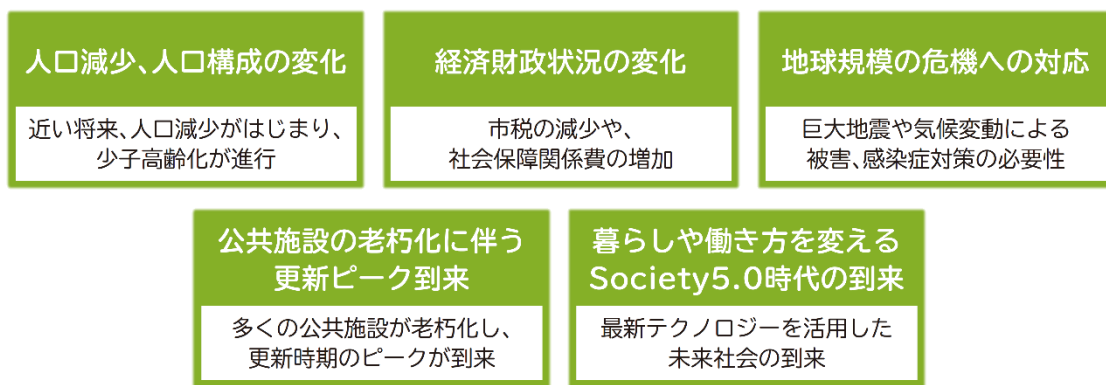 人口減少、人口構成の変化
近い将来、人口減少がはじまり、
少子高齢化が進行
経済財政状況の変化
市税の減少や、
社会保障関係費の増加
地球規模の危機への対応
巨大地震や気候変動による
被害、感染症対策の必要性
公共施設の老朽化に伴う
更新ピーク到来
多くの公共施設が老朽化し、
更新時期のピークが到来
暮らしや働き方を変える
Society5.0時代の到来
最新テクノロジーを活用した
未来社会の到来